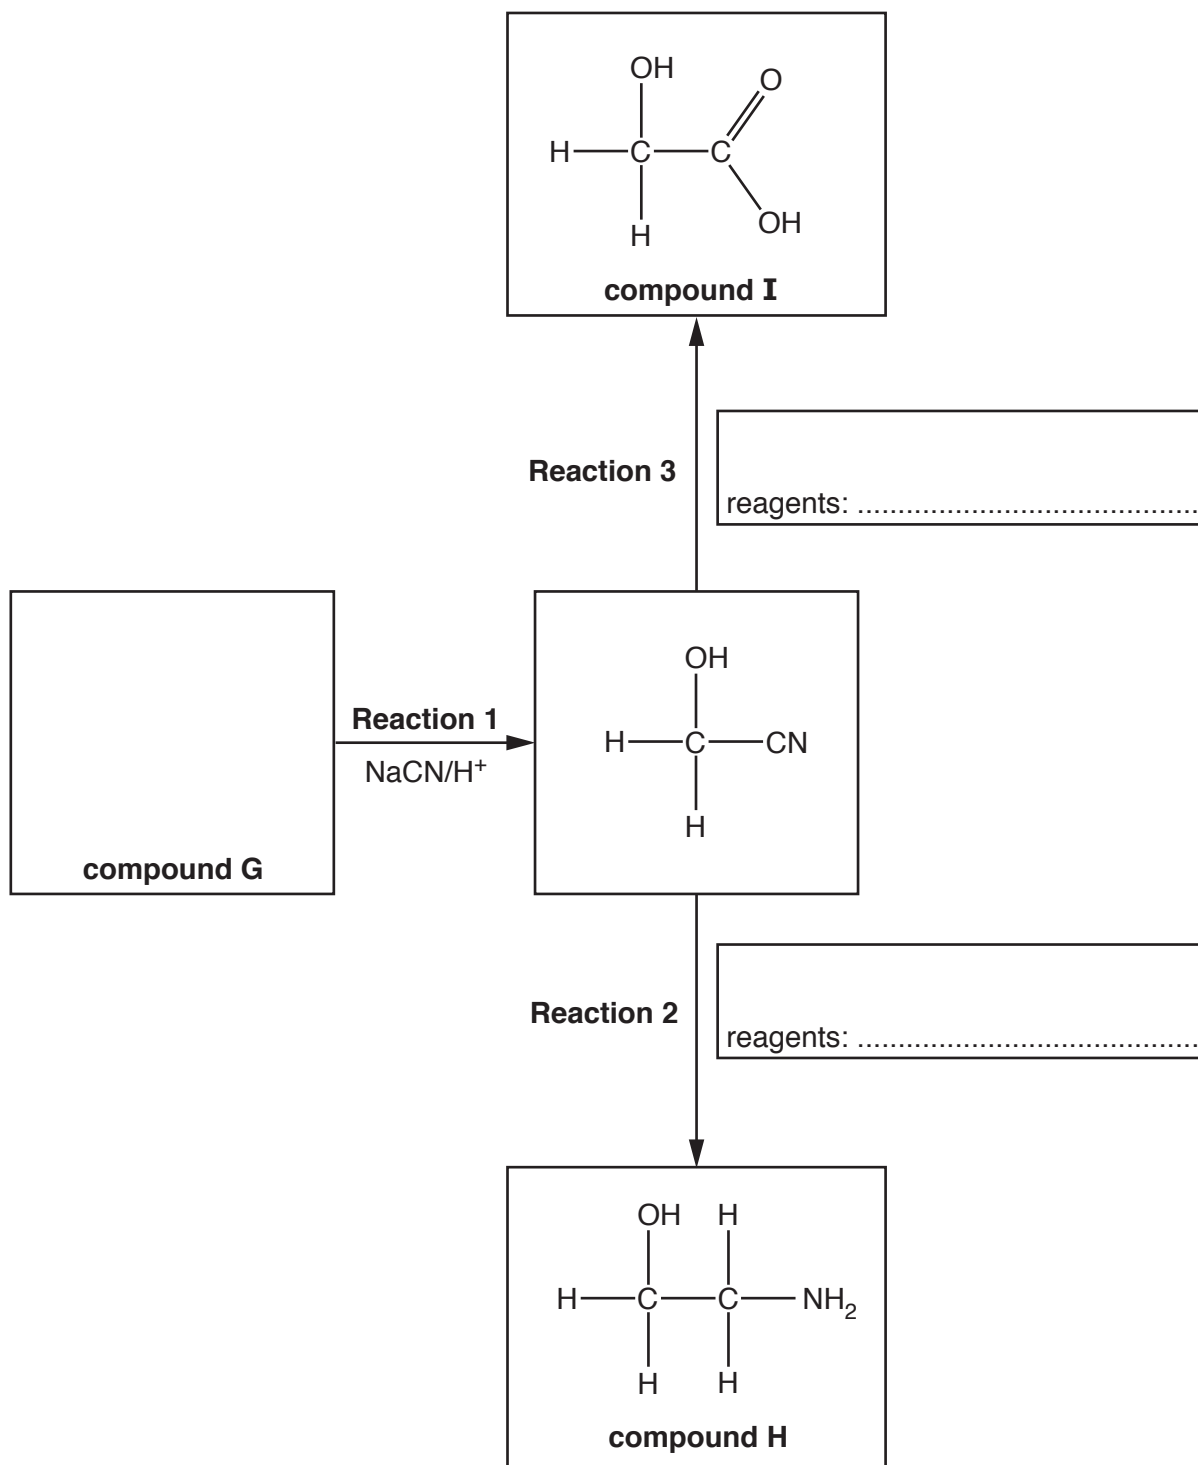 OH
O
H
C
C
H
OH
compound I
Reaction 3
reagents: ..........................................
OH
Reaction 1
H
C
CN
NaCN/H⁺
H
compound G
Reaction 2
reagents: ..........................................
OH
H
H
C
C
NH₂
H
H
compound H